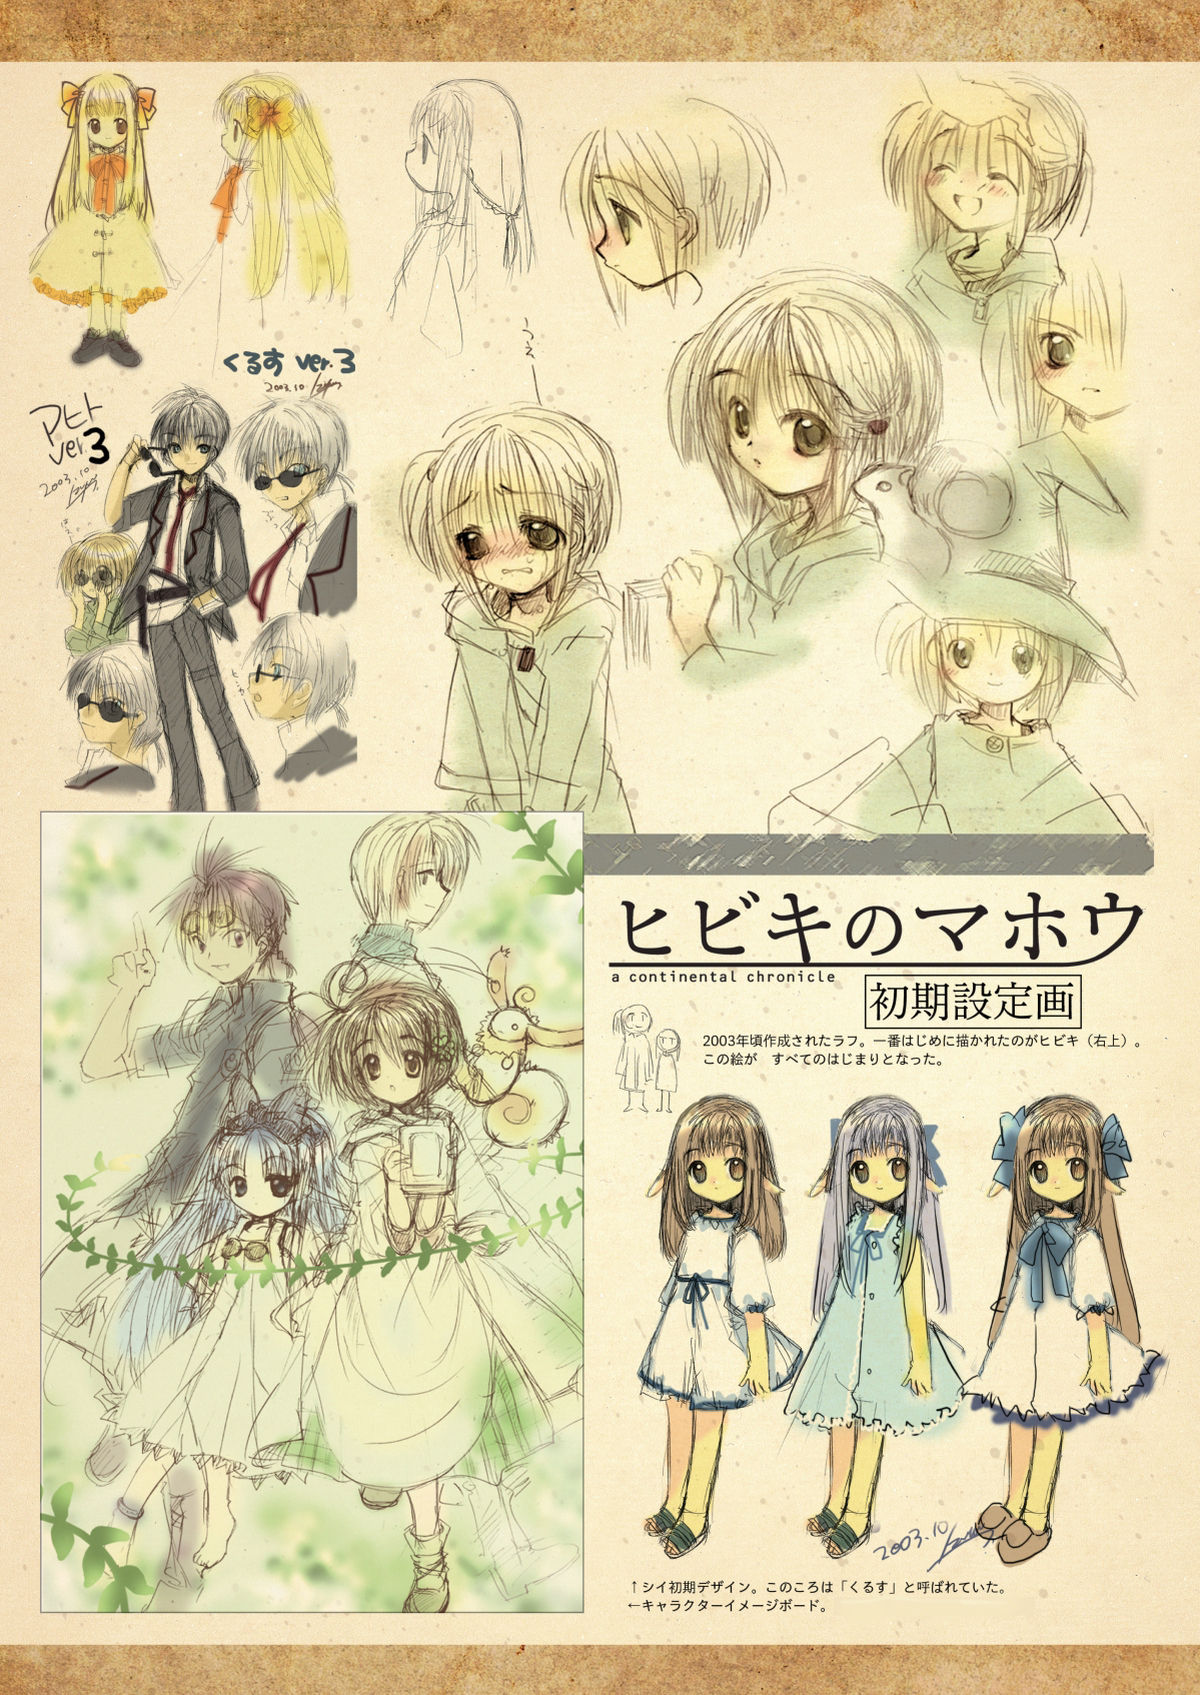 くるす ver.3
2003.10
アヒト
ver.3
2003.10
うえー
ヒビキのマホウ
a continental chronicle
初期設定画
2003年頃作成されたラフ。一番はじめに描かれたのがヒビキ（右上）。
この絵が　すべてのはじまりとなった。
2003.10
↑シイ初期デザイン。このころは「くるす」と呼ばれていた。
←キャラクターイメージボード。